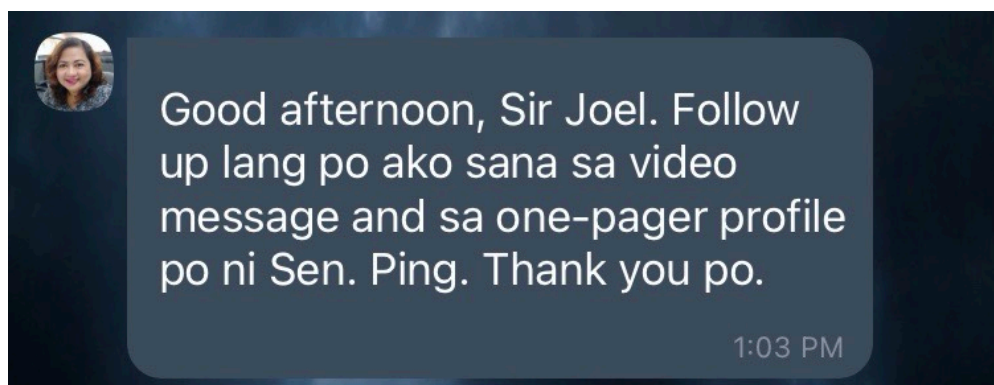 Good afternoon, Sir Joel. Follow
up lang po ako sana sa video
message and sa one-pager profile
po ni Sen. Ping. Thank you po.
1:03 PM